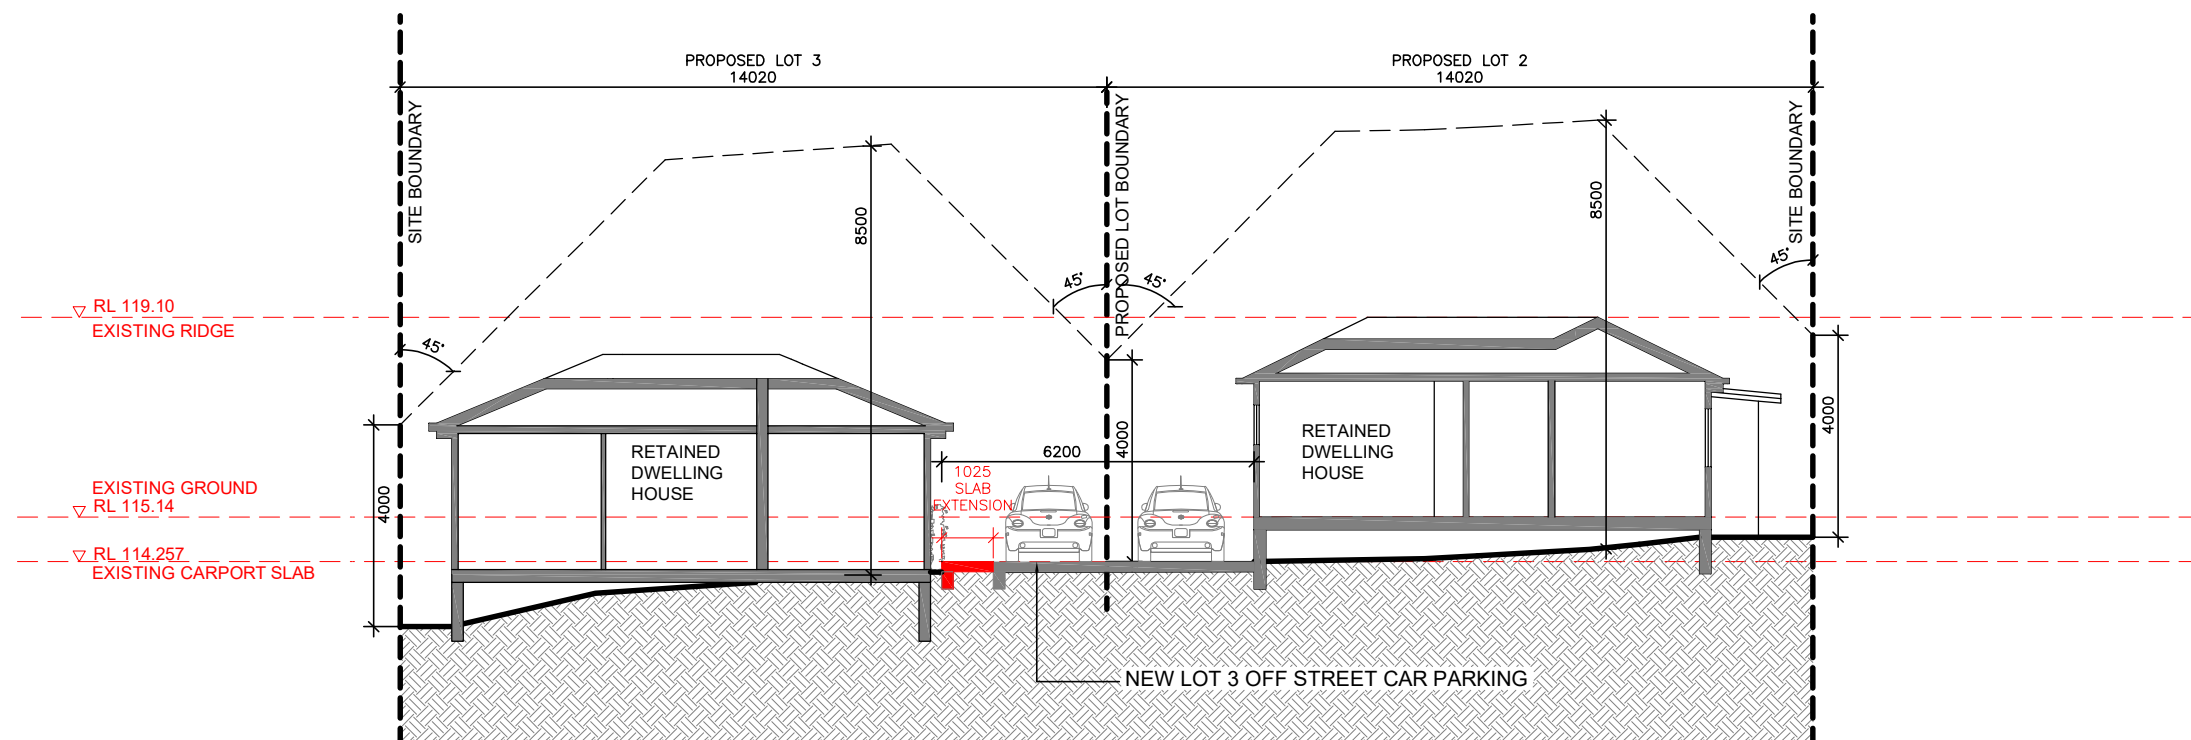 PROPOSED LOT 3
14020
PROPOSED LOT 2
14020
SITE BOUNDARY
PROPOSED LOT BOUNDARY
SITE BOUNDARY
8500
8500
45°
45°
45°
45°
RL 119.10
EXISTING RIDGE
4000
4000
4000
6200
RETAINED
DWELLING
HOUSE
RETAINED
DWELLING
HOUSE
1025
SLAB
EXTENSION
EXISTING GROUND
RL 115.14
RL 114.257
EXISTING CARPORT SLAB
NEW LOT 3 OFF STREET CAR PARKING